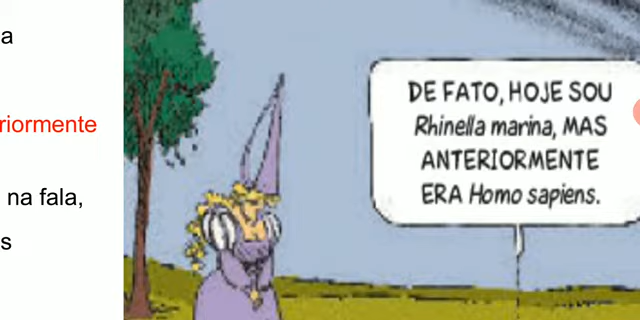 a
riormente
na fala,
s
DE FATO, HOJE SOU
Rhinella marina, MAS
ANTERIORMENTE
ERA Homo sapiens.